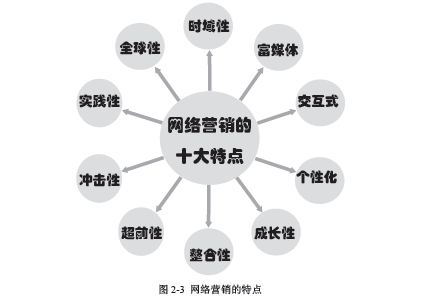 时域性
富媒体
交互式
个性化
成长性
整合性
超前性
冲击性
实践性
全球性
网络营销的
十大特点
图 2-3 网络营销的特点